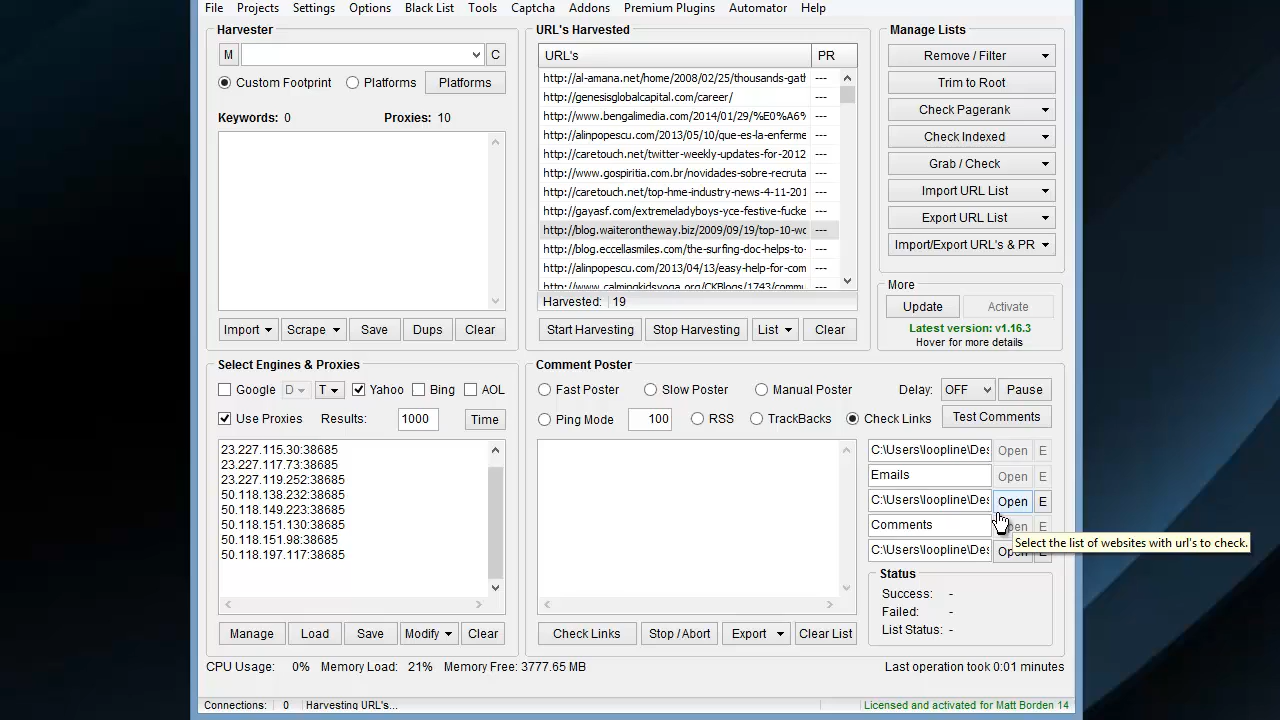 File Projects Settings Options Black List Tools Captcha Addons Premium Plugins Automator Help
Harvester
M C
Custom Footprint Platforms Platforms
Keywords: 0 Proxies: 10
Import Scrape Save Dups Clear
URL's Harvested
URL's PR
http://al-amana.net/home/2008/02/25/thousands-gath ---
http://genesisglobalcapital.com/career/ ---
http://www.bengalimedia.com/2014/01/29/%E0%A6% ---
http://alinpopescu.com/2013/05/10/que-es-la-enferme ---
http://caretouch.net/twitter-weekly-updates-for-2012 ---
http://www.gospiritia.com.br/novidades-sobre-recruta ---
http://caretouch.net/top-hme-industry-news-4-11-201 ---
http://gayasf.com/extremeladyboys-yce-festive-fucke ---
http://blog.waiterontheway.biz/2009/09/19/top-10-wo ---
http://blog.eccellasmiles.com/the-surfing-doc-helps-to- ---
http://alinpopescu.com/2013/04/13/easy-help-for-com ---
http://www.calmingkidsyoga.org/CKBlogs/1743/commu ---
Harvested: 19
Start Harvesting Stop Harvesting List Clear
Manage Lists
Remove / Filter
Trim to Root
Check Pagerank
Check Indexed
Grab / Check
Import URL List
Export URL List
Import/Export URL's & PR
More
Update Activate
Latest version: v1.16.3
Hover for more details
Select Engines & Proxies
Google D T Yahoo Bing AOL
Use Proxies Results: 1000 Time
23.227.115.30:38685
23.227.117.73:38685
23.227.119.252:38685
50.118.138.232:38685
50.118.149.223:38685
50.118.151.130:38685
50.118.151.98:38685
50.118.197.117:38685
Manage Load Save Modify Clear
Comment Poster
Fast Poster Slow Poster Manual Poster Delay: OFF Pause
Ping Mode 100 RSS TrackBacks Check Links Test Comments
C:\Users\loopline\Des Open E
Emails Open E
C:\Users\loopline\Des Open E
Comments Open E
C:\Users\loopline\Des Open E
Select the list of websites with url's to check.
Status
Success: -
Failed: -
List Status: -
Check Links Stop / Abort Export Clear List
CPU Usage: 0% Memory Load: 21% Memory Free: 3777.65 MB Last operation took 0:01 minutes
Connections: 0 Harvesting URL's... Licensed and activated for Matt Borden 14